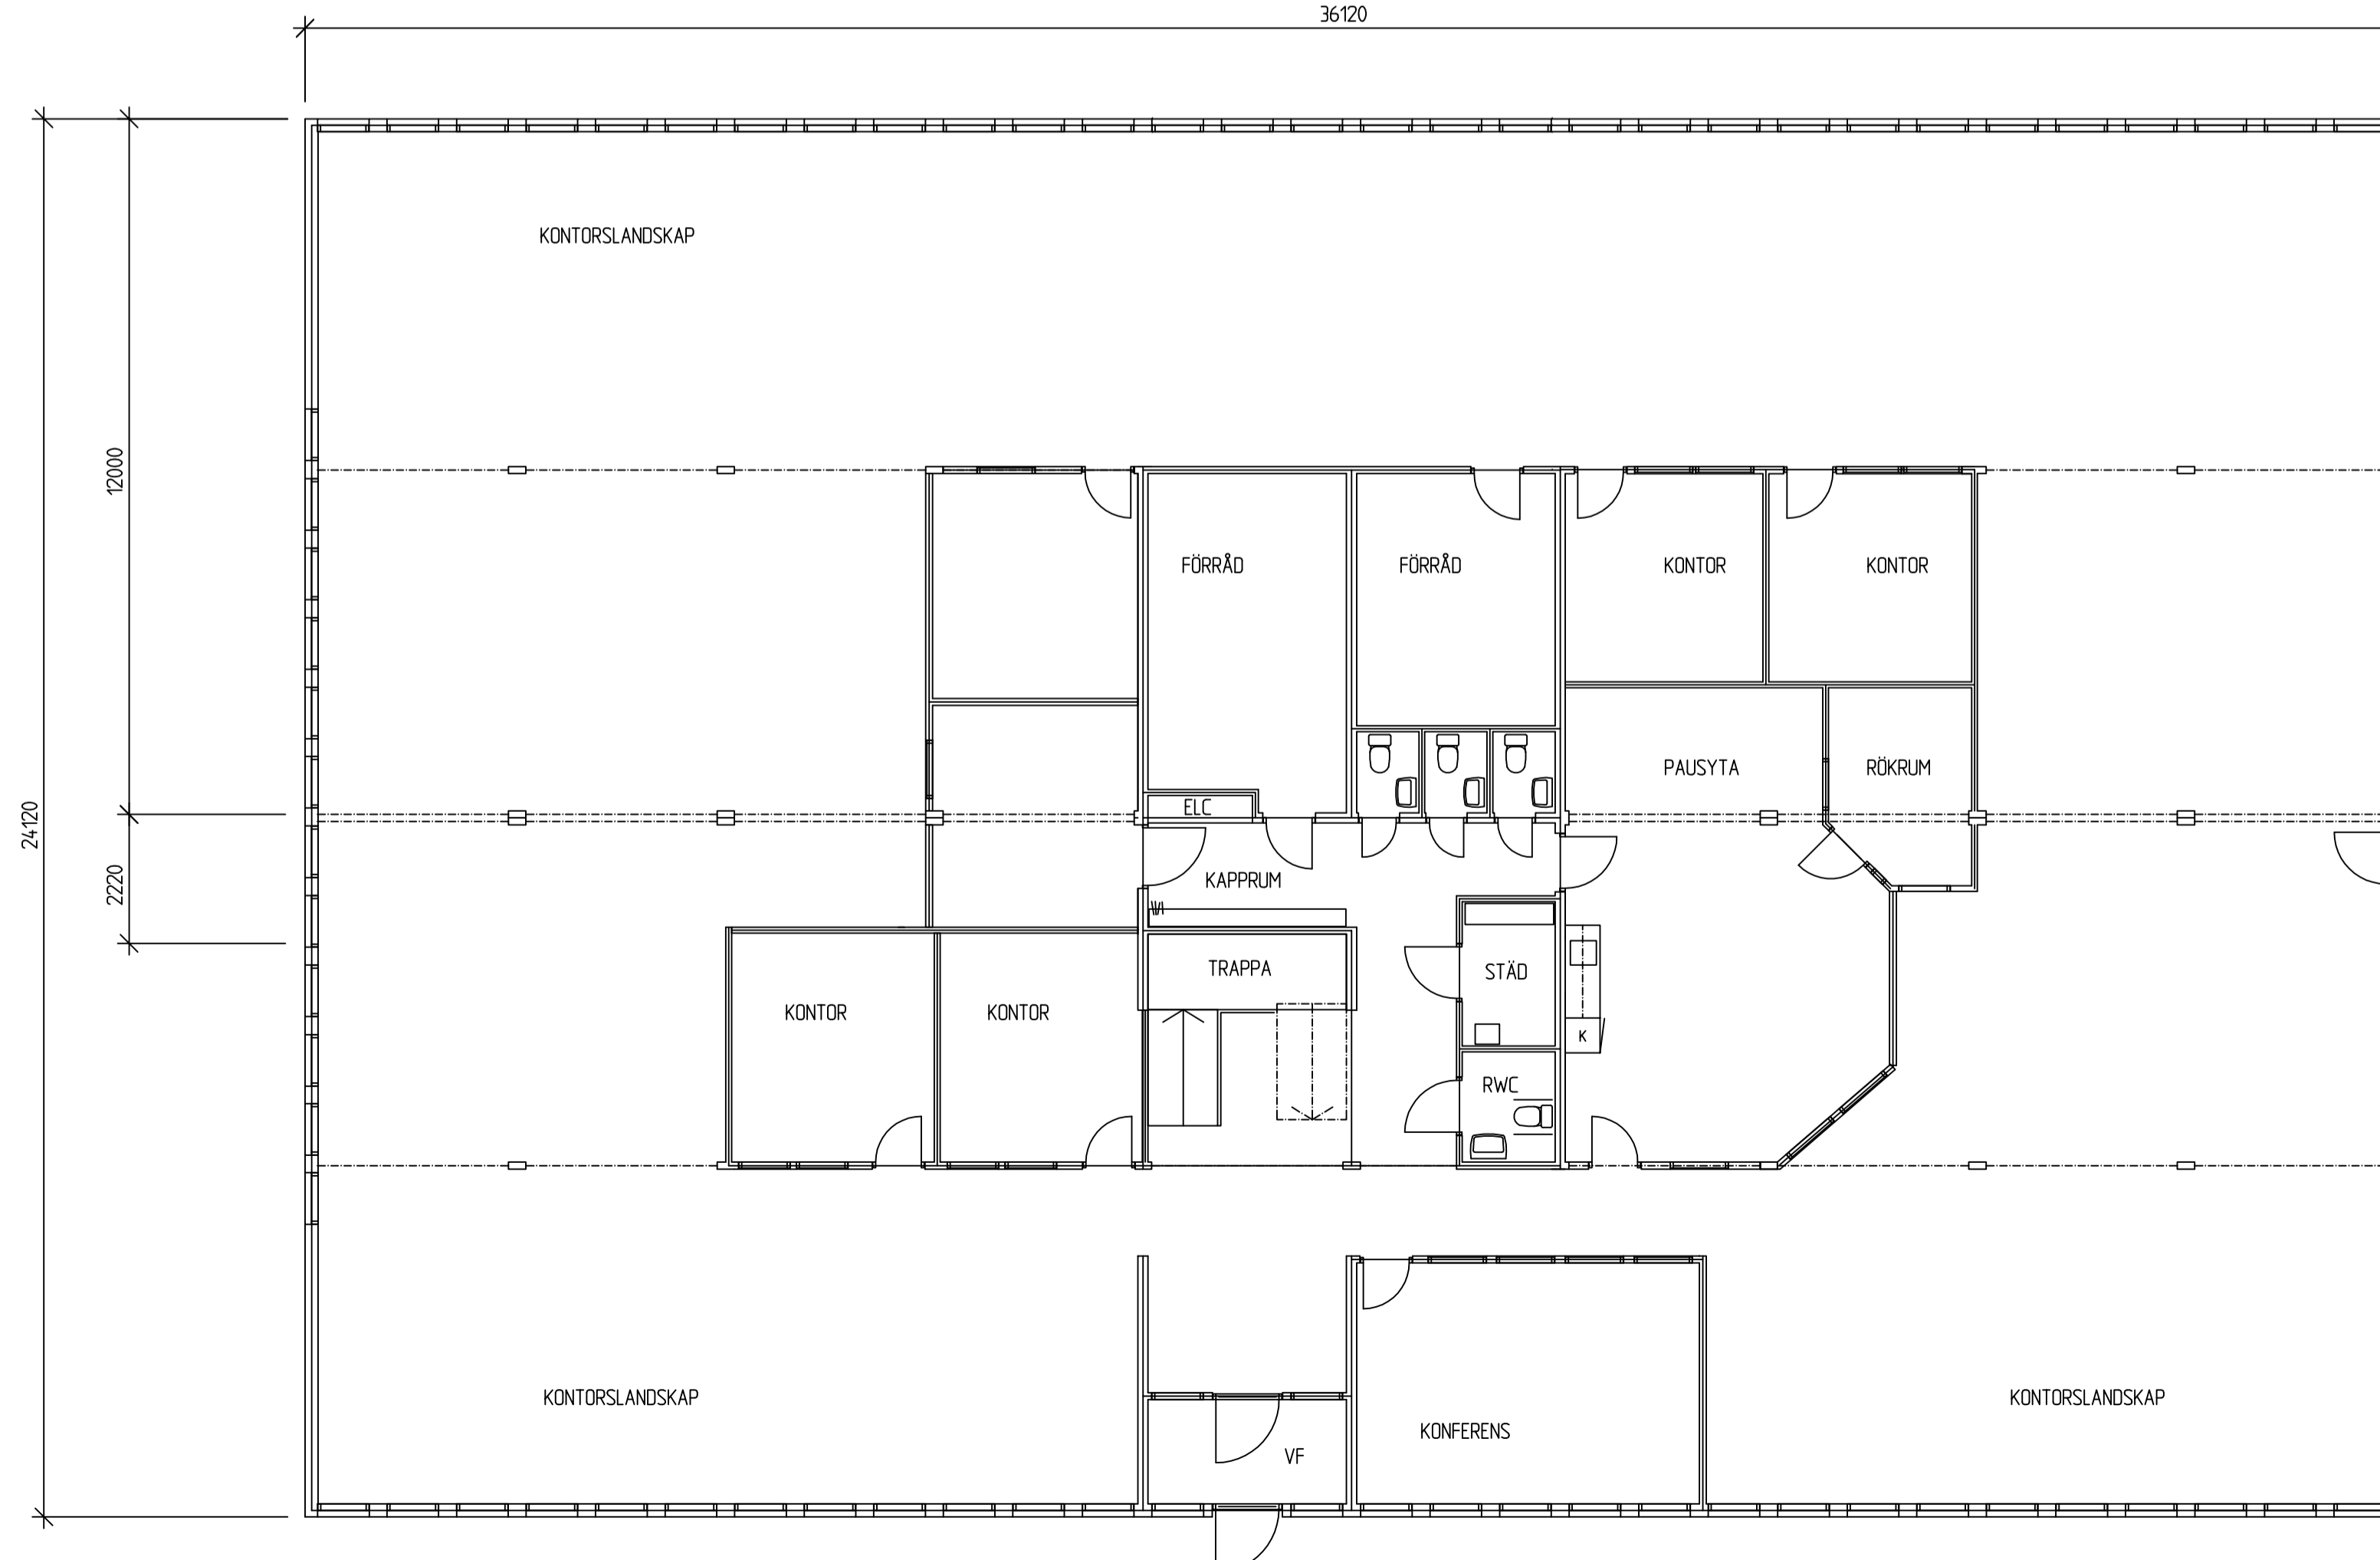 36120
KONTORSLANDSKAP
12000
FÖRRÅD
FÖRRÅD
KONTOR
KONTOR
PAUSYTA
RÖKRUM
ELC
24120
2220
KAPPRUM
TRAPPA
STÄD
KONTOR
KONTOR
K
RWC
KONTORSLANDSKAP
KONTORSLANDSKAP
KONFERENS
VF